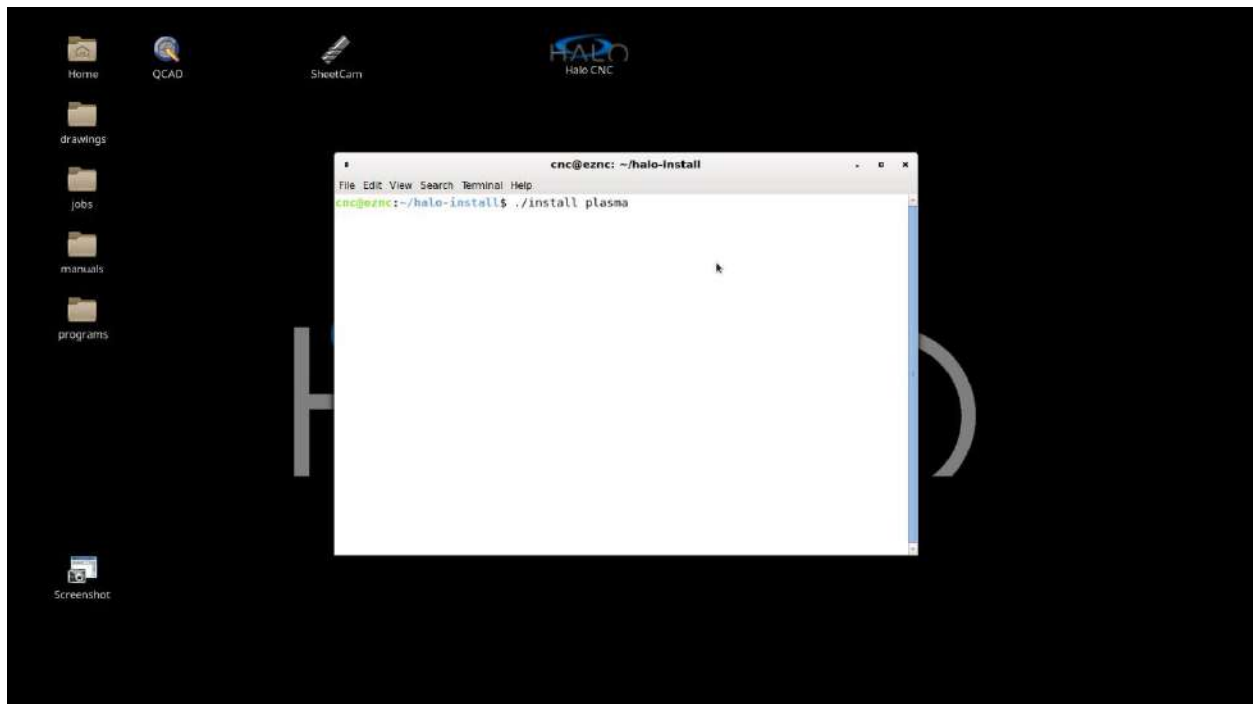 Home
QCAD
SheetCam
HALO
Halo CNC
drawings
jobs
manuals
programs
Screenshot
cnc@eznc: ~/halo-install
File Edit View Search Terminal Help
cnc@eznc:~/halo-install$ ./install plasma